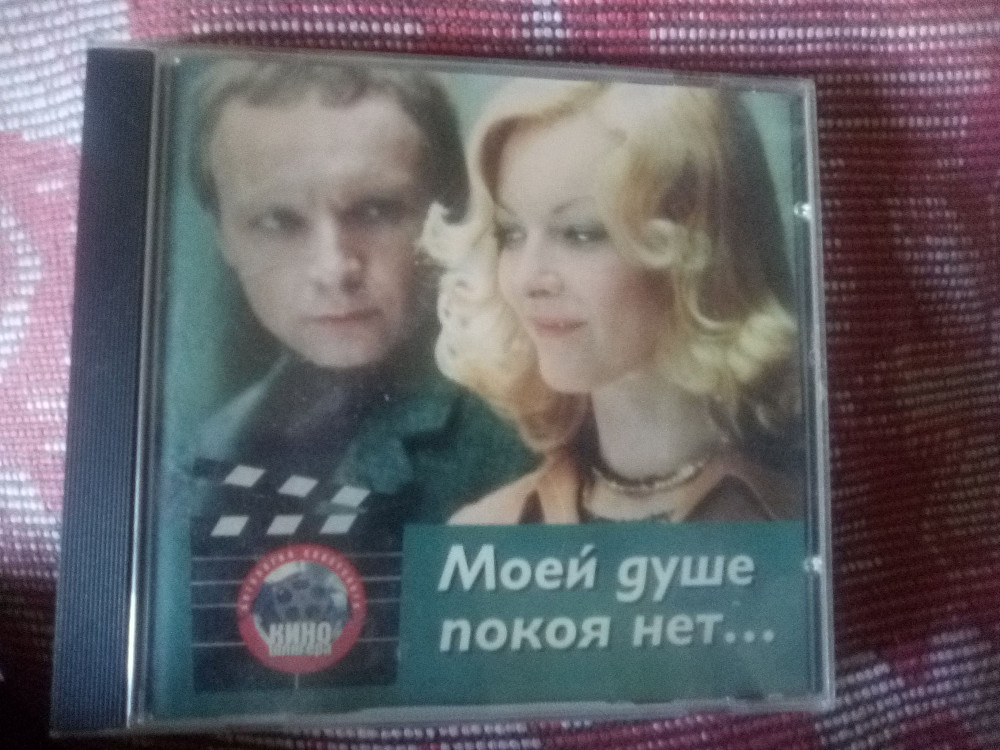 Моей душе
покоя нет...
КИНО